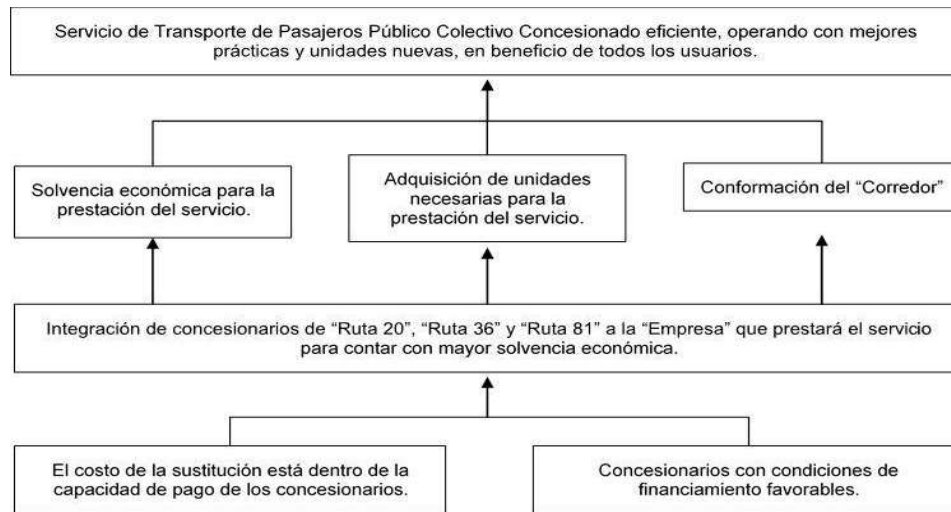 Servicio de Transporte de Pasajeros Público Colectivo Concesionado eficiente, operando con mejores
prácticas y unidades nuevas, en beneficio de todos los usuarios.
Solvencia económica para la
prestación del servicio.
Adquisición de unidades
necesarias para la
prestación del servicio.
Conformación del “Corredor”
Integración de concesionarios de “Ruta 20”, “Ruta 36” y “Ruta 81” a la “Empresa” que prestará el servicio
para contar con mayor solvencia económica.
El costo de la sustitución está dentro de la
capacidad de pago de los concesionarios.
Concesionarios con condiciones de
financiamiento favorables.